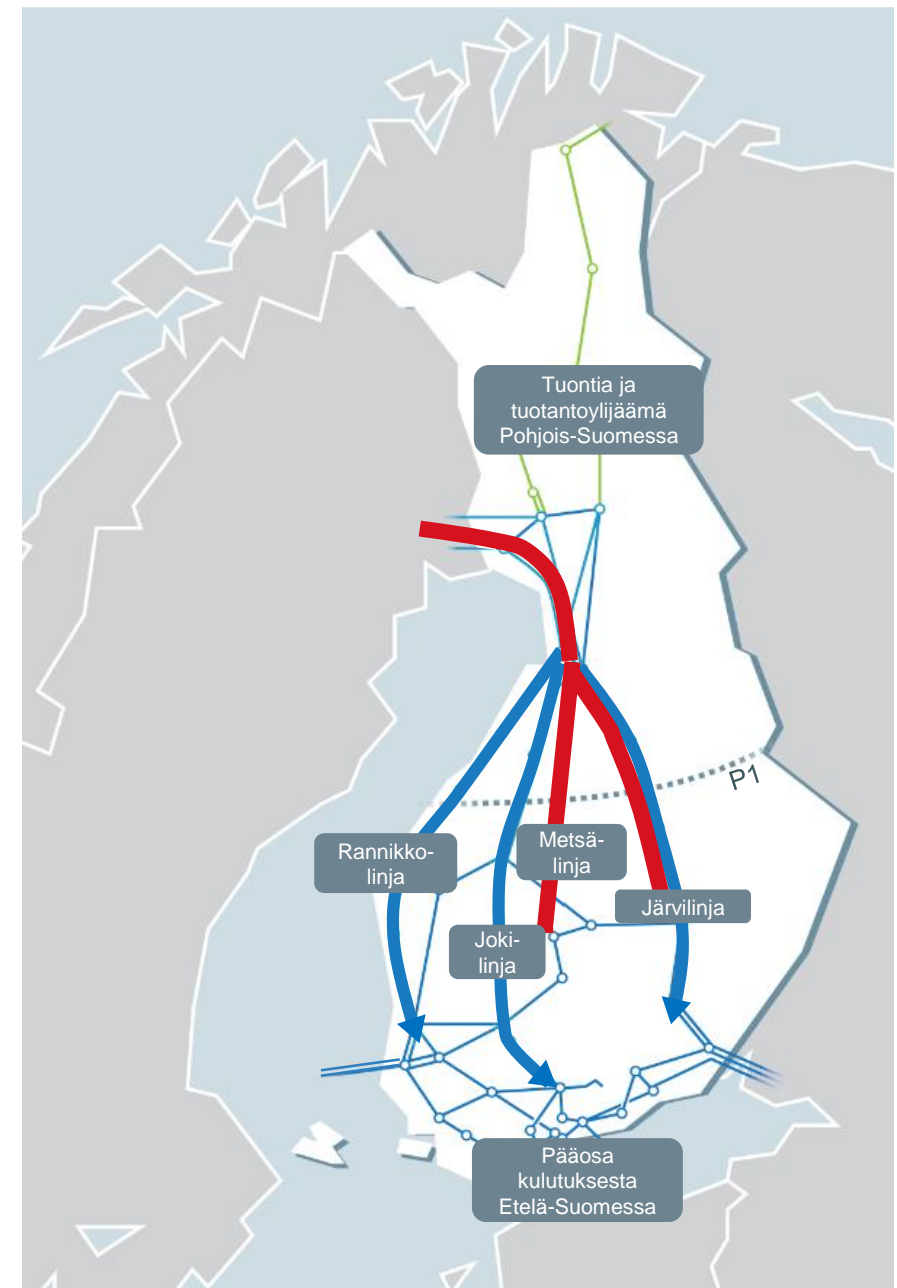 Tuontia ja
tuotantoylijäämä
Pohjois-Suomessa
P1
Rannikko-
linja
Metsä-
linja
Järvilinja
Joki-
linja
Pääosa
kulutuksesta
Etelä-Suomessa